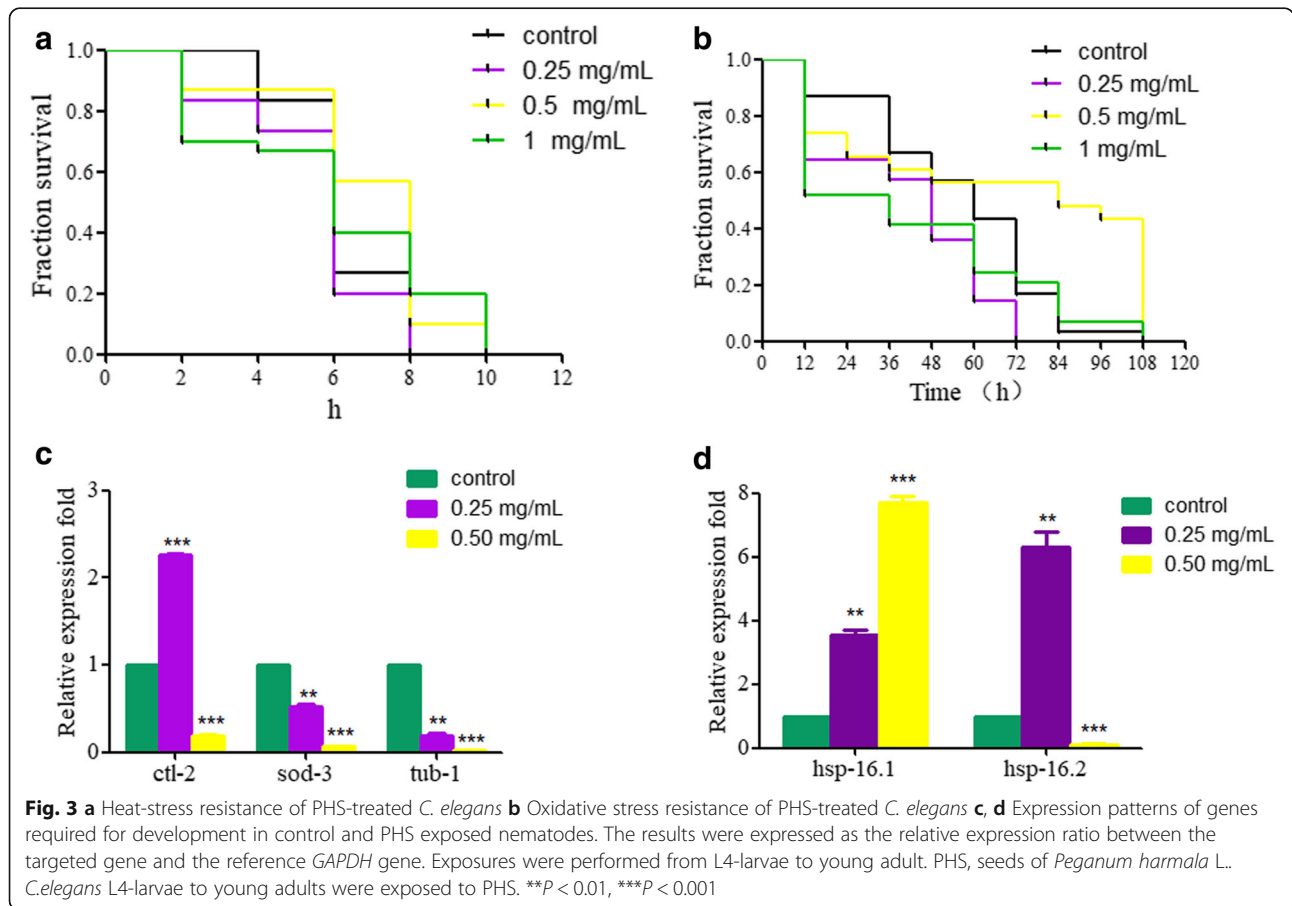 a
control
0.25 mg/mL
0.5 mg/mL
1 mg/mL
Fraction survival
1.0
0.8
0.6
0.4
0.2
0.0
0 2 4 6 8 10 12
h
b
control
0.25 mg/mL
0.5 mg/mL
1 mg/mL
Fraction survival
1.0
0.8
0.6
0.4
0.2
0.0
0 12 24 36 48 60 72 84 96 108 120
Time （h）
c
control
0.25 mg/mL
0.50 mg/mL
Relative expression fold
3
2
1
0
*** *** ** *** ** ***
ctl-2 sod-3 tub-1
d
control
0.25 mg/mL
0.50 mg/mL
Relative expression fold
8
6
4
2
0
** *** ** ***
hsp-16.1 hsp-16.2
Fig. 3 a Heat-stress resistance of PHS-treated C. elegans b Oxidative stress resistance of PHS-treated C. elegans c, d Expression patterns of genes
required for development in control and PHS exposed nematodes. The results were expressed as the relative expression ratio between the
targeted gene and the reference GAPDH gene. Exposures were performed from L4-larvae to young adult. PHS, seeds of Peganum harmala L..
C.elegans L4-larvae to young adults were exposed to PHS. **P < 0.01, ***P < 0.001